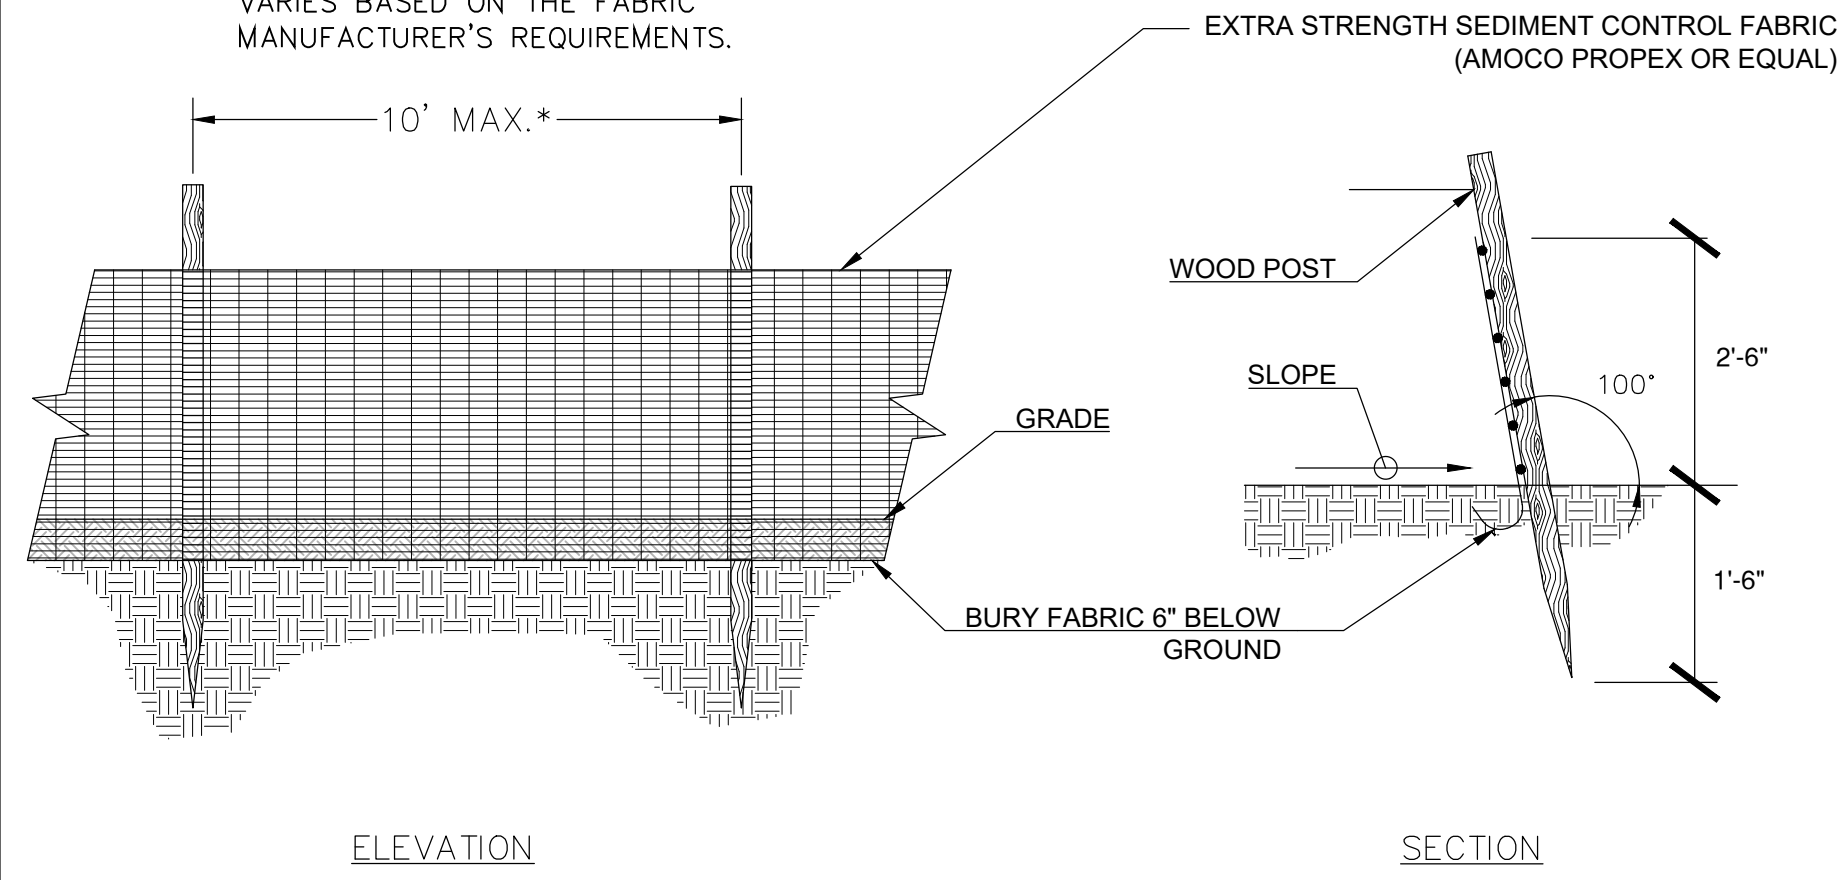 VARIES BASED ON THE FABRIC
MANUFACTURER'S REQUIREMENTS.
EXTRA STRENGTH SEDIMENT CONTROL FABRIC
(AMOCO PROPEX OR EQUAL)
10' MAX.*
WOOD POST
SLOPE
2'-6"
100°
GRADE
1'-6"
BURY FABRIC 6" BELOW
GROUND
ELEVATION
SECTION